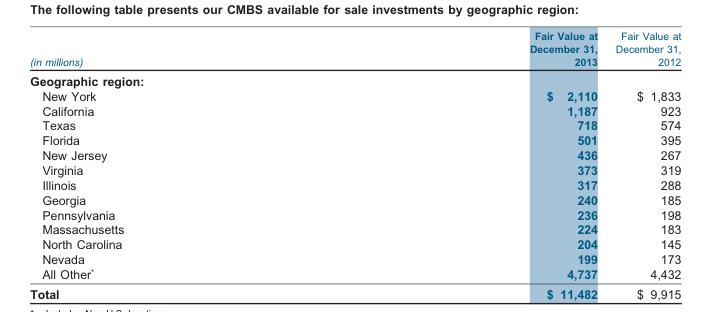 The following table presents our CMBS available for sale investments by geographic region:
Fair Value at Fair Value at
December 31, December 31,
(in millions) 2013 2012
Geographic region:
New York $ 2,110 $ 1,833
California 1,187 923
Texas 718 574
Florida 501 395
New Jersey 436 267
Virginia 373 319
Illinois 317 288
Georgia 240 185
Pennsylvania 236 198
Massachusetts 224 183
North Carolina 204 145
Nevada 199 173
All Other* 4,737 4,432
Total $ 11,482 $ 9,915